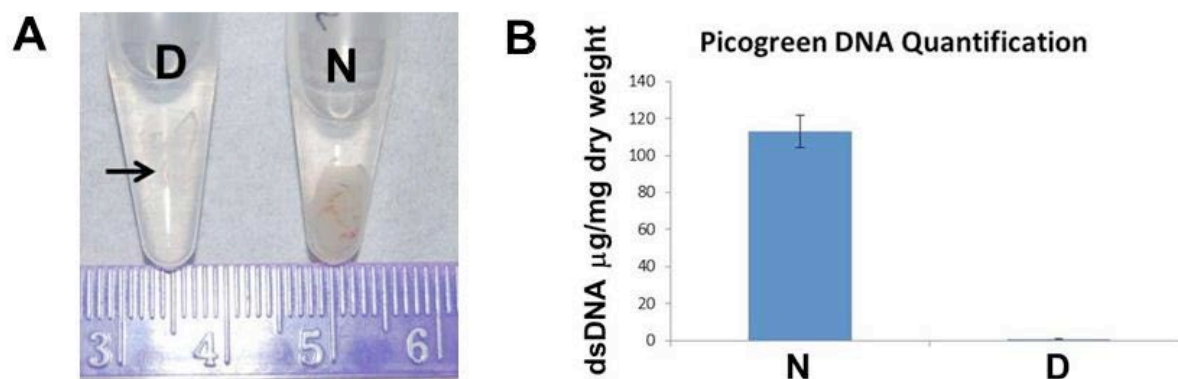 A
D
N
3 4 5 6
B
Picogreen DNA Quantification
dsDNA μg/mg dry weight
140
120
100
80
60
40
20
0
N
D